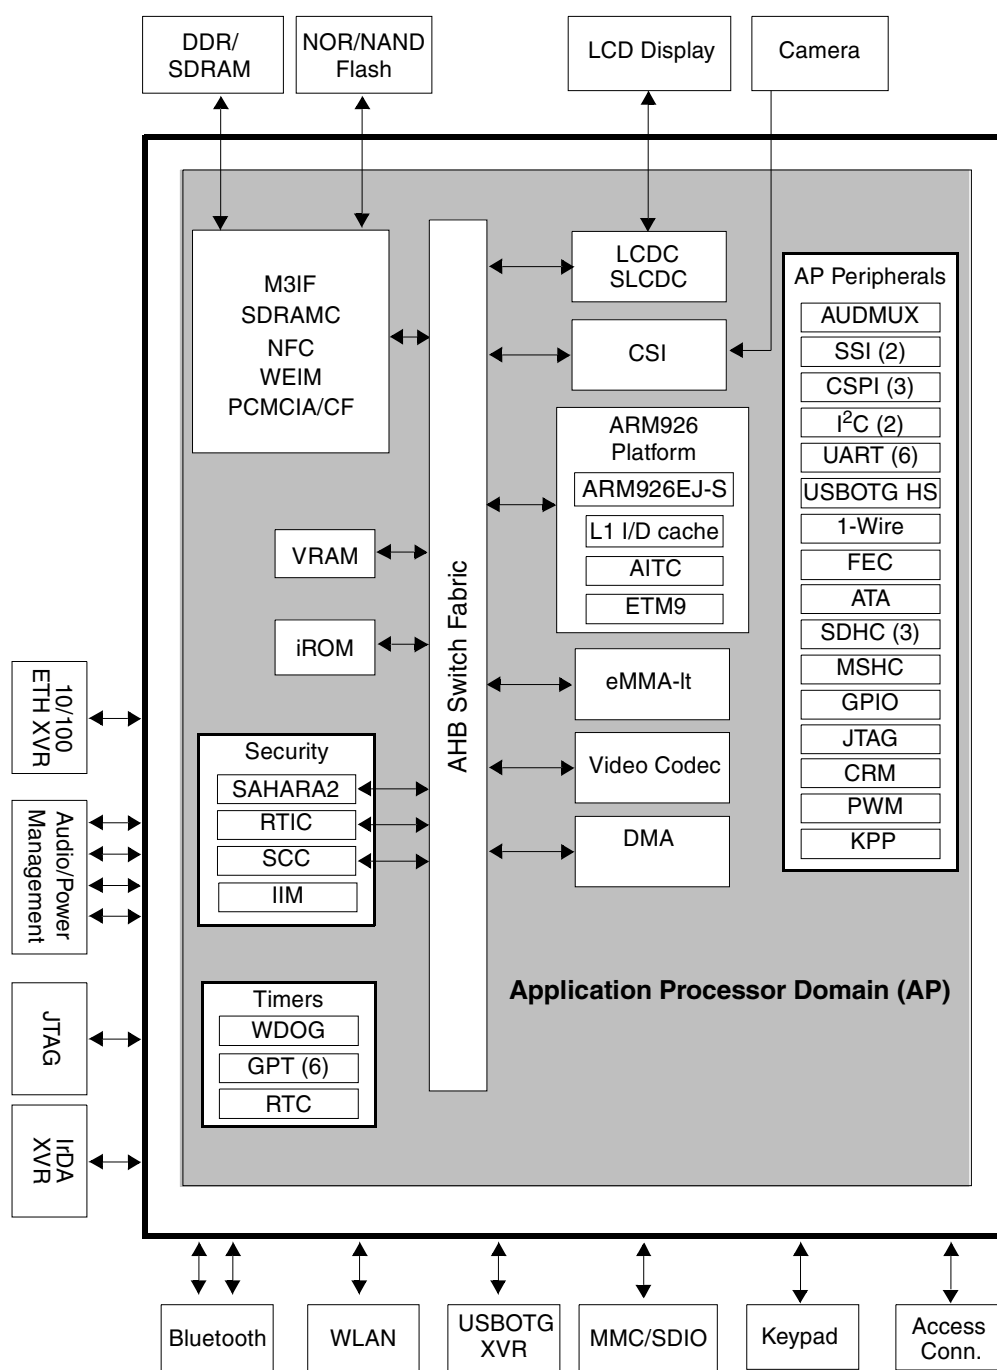 DDR/
SDRAM
NOR/NAND
Flash
LCD Display
Camera
M3IF
SDRAMC
NFC
WEIM
PCMCIA/CF
VRAM
iROM
Security
SAHARA2
RTIC
SCC
IIM
Timers
WDOG
GPT (6)
RTC
AHB Switch Fabric
LCDC
SLCDC
CSI
ARM926
Platform
ARM926EJ-S
L1 I/D cache
AITC
ETM9
eMMA-lt
Video Codec
DMA
AP Peripherals
AUDMUX
SSI (2)
CSPI (3)
I²C (2)
UART (6)
USBOTG HS
1-Wire
FEC
ATA
SDHC (3)
MSHC
GPIO
JTAG
CRM
PWM
KPP
Application Processor Domain (AP)
10/100
ETH XVR
Audio/Power
Management
JTAG
IrDA
XVR
Bluetooth
WLAN
USBOTG
XVR
MMC/SDIO
Keypad
Access
Conn.